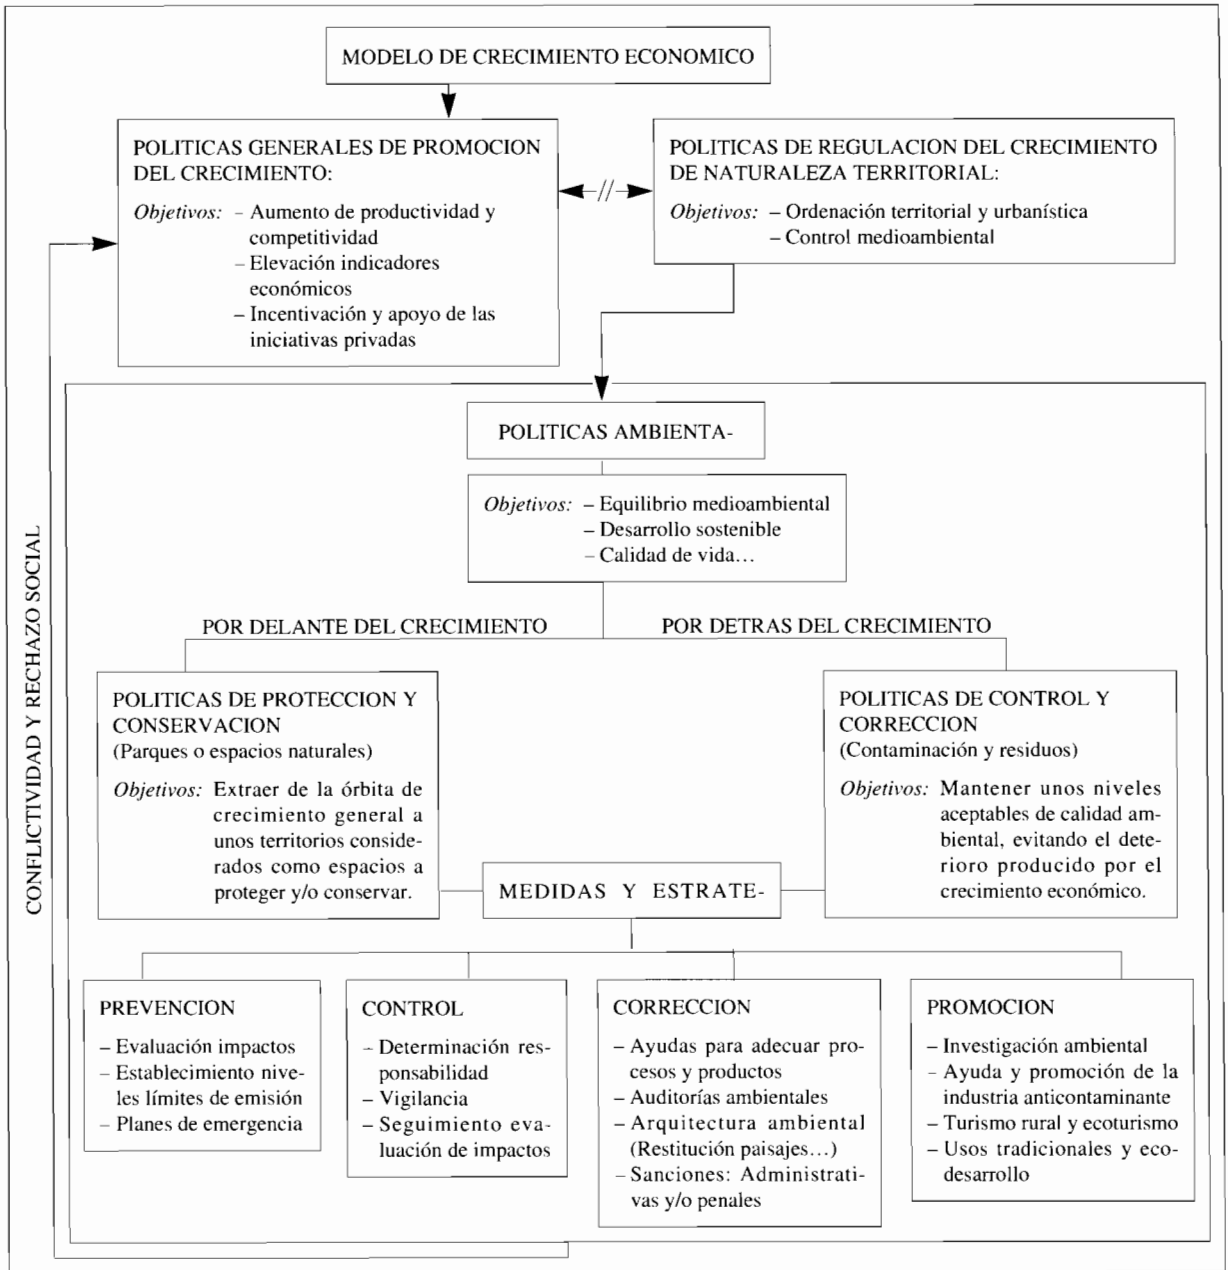 MODELO DE CRECIMIENTO ECONOMICO
POLITICAS GENERALES DE PROMOCION
DEL CRECIMIENTO:
Objetivos: – Aumento de productividad y
competitividad
– Elevación indicadores
económicos
– Incentivación y apoyo de las
iniciativas privadas
//
POLITICAS DE REGULACION DEL CRECIMIENTO
DE NATURALEZA TERRITORIAL:
Objetivos: – Ordenación territorial y urbanística
– Control medioambiental
CONFLICTIVIDAD Y RECHAZO SOCIAL
POLITICAS AMBIENTA-
Objetivos: – Equilibrio medioambiental
– Desarrollo sostenible
– Calidad de vida…
POR DELANTE DEL CRECIMIENTO
POR DETRAS DEL CRECIMIENTO
POLITICAS DE PROTECCION Y
CONSERVACION
(Parques o espacios naturales)
Objetivos: Extraer de la órbita de
crecimiento general a
unos territorios conside-
rados como espacios a
proteger y/o conservar.
POLITICAS DE CONTROL Y
CORRECCION
(Contaminación y residuos)
Objetivos: Mantener unos niveles
aceptables de calidad am-
biental, evitando el dete-
rioro producido por el
crecimiento económico.
MEDIDAS Y ESTRATE-
PREVENCION
– Evaluación impactos
– Establecimiento nive-
les límites de emisión
– Planes de emergencia
CONTROL
– Determinación res-
ponsabilidad
– Vigilancia
– Seguimiento eva-
luación de impactos
CORRECCION
– Ayudas para adecuar pro-
cesos y productos
– Auditorías ambientales
– Arquitectura ambiental
(Restitución paisajes…)
– Sanciones: Administrati-
vas y/o penales
PROMOCION
– Investigación ambiental
– Ayuda y promoción de la
industria anticontaminante
– Turismo rural y ecoturismo
– Usos tradicionales y eco-
desarrollo